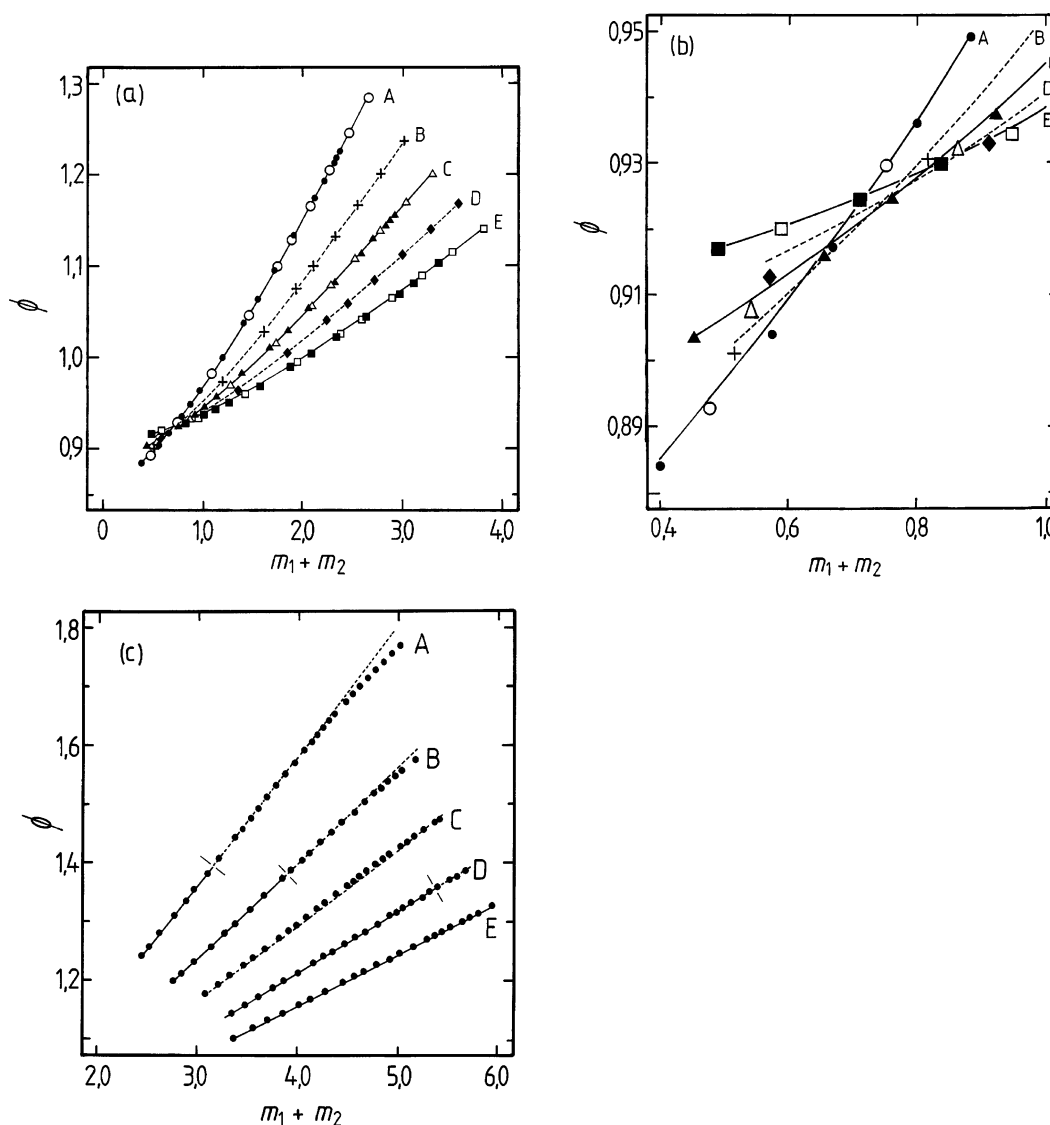 (a)
1,3
1,2
1,1
1,0
0,9
ϕ
A
B
C
D
E
0 1,0 2,0 3,0 4,0
m₁ + m₂
(b)
0,95
0,93
0,91
0,89
ϕ
A
B
D
E
0,4 0,6 0,8 1,0
m₁ + m₂
(c)
1,8
1,6
1,4
1,2
ϕ
A
B
C
D
E
2,0 3,0 4,0 5,0 6,0
m₁ + m₂